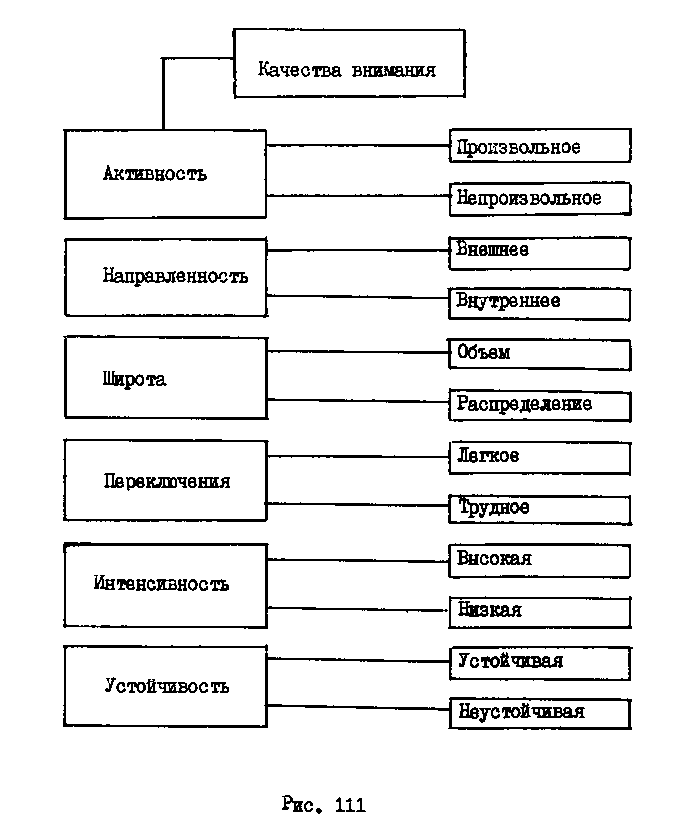 Качества внимания
Активность
Произвольное
Непроизвольное
Направленность
Внешнее
Внутреннее
Широта
Объем
Распределение
Переключения
Легкое
Трудное
Интенсивность
Высокая
Низкая
Устойчивость
Устойчивая
Неустойчивая
Рис. 111